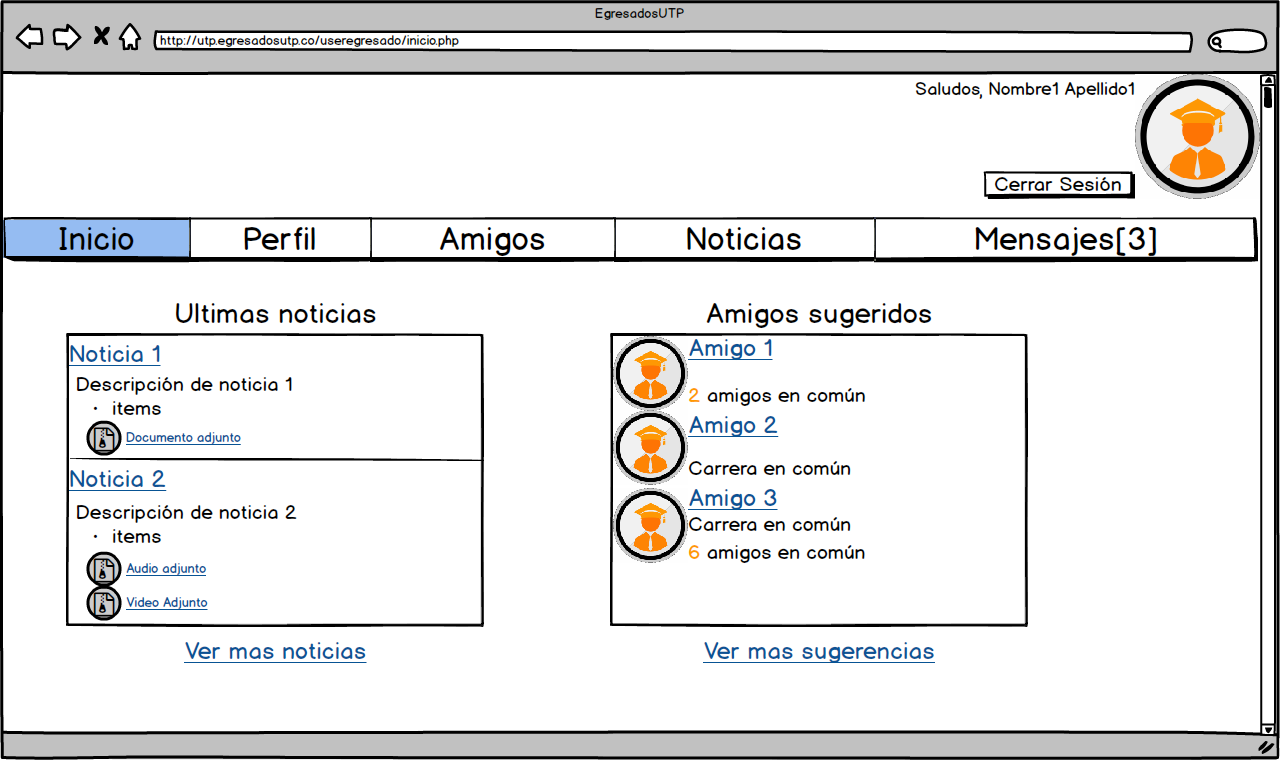 EgresadosUTP
http://utp.egresadosutp.co/useregresado/inicio.php
Saludos, Nombre1 Apellido1
Cerrar Sesión
Inicio
Perfil
Amigos
Noticias
Mensajes[3]
Ultimas noticias
Noticia 1
Descripción de noticia 1
• items
Documento adjunto
Noticia 2
Descripción de noticia 2
• items
Audio adjunto
Video Adjunto
Ver mas noticias
Amigos sugeridos
Amigo 1
2 amigos en común
Amigo 2
Carrera en común
Amigo 3
Carrera en común
6 amigos en común
Ver mas sugerencias